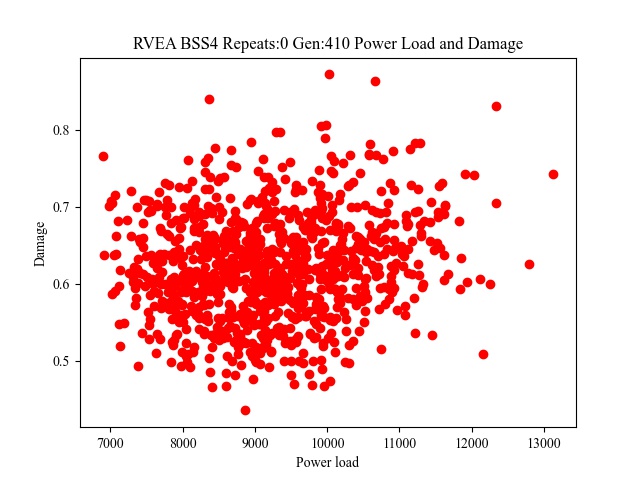 RVEA BSS4 Repeats:0 Gen:410 Power Load and Damage
Damage
0.8
0.7
0.6
0.5
7000 8000 9000 10000 11000 12000 13000
Power load